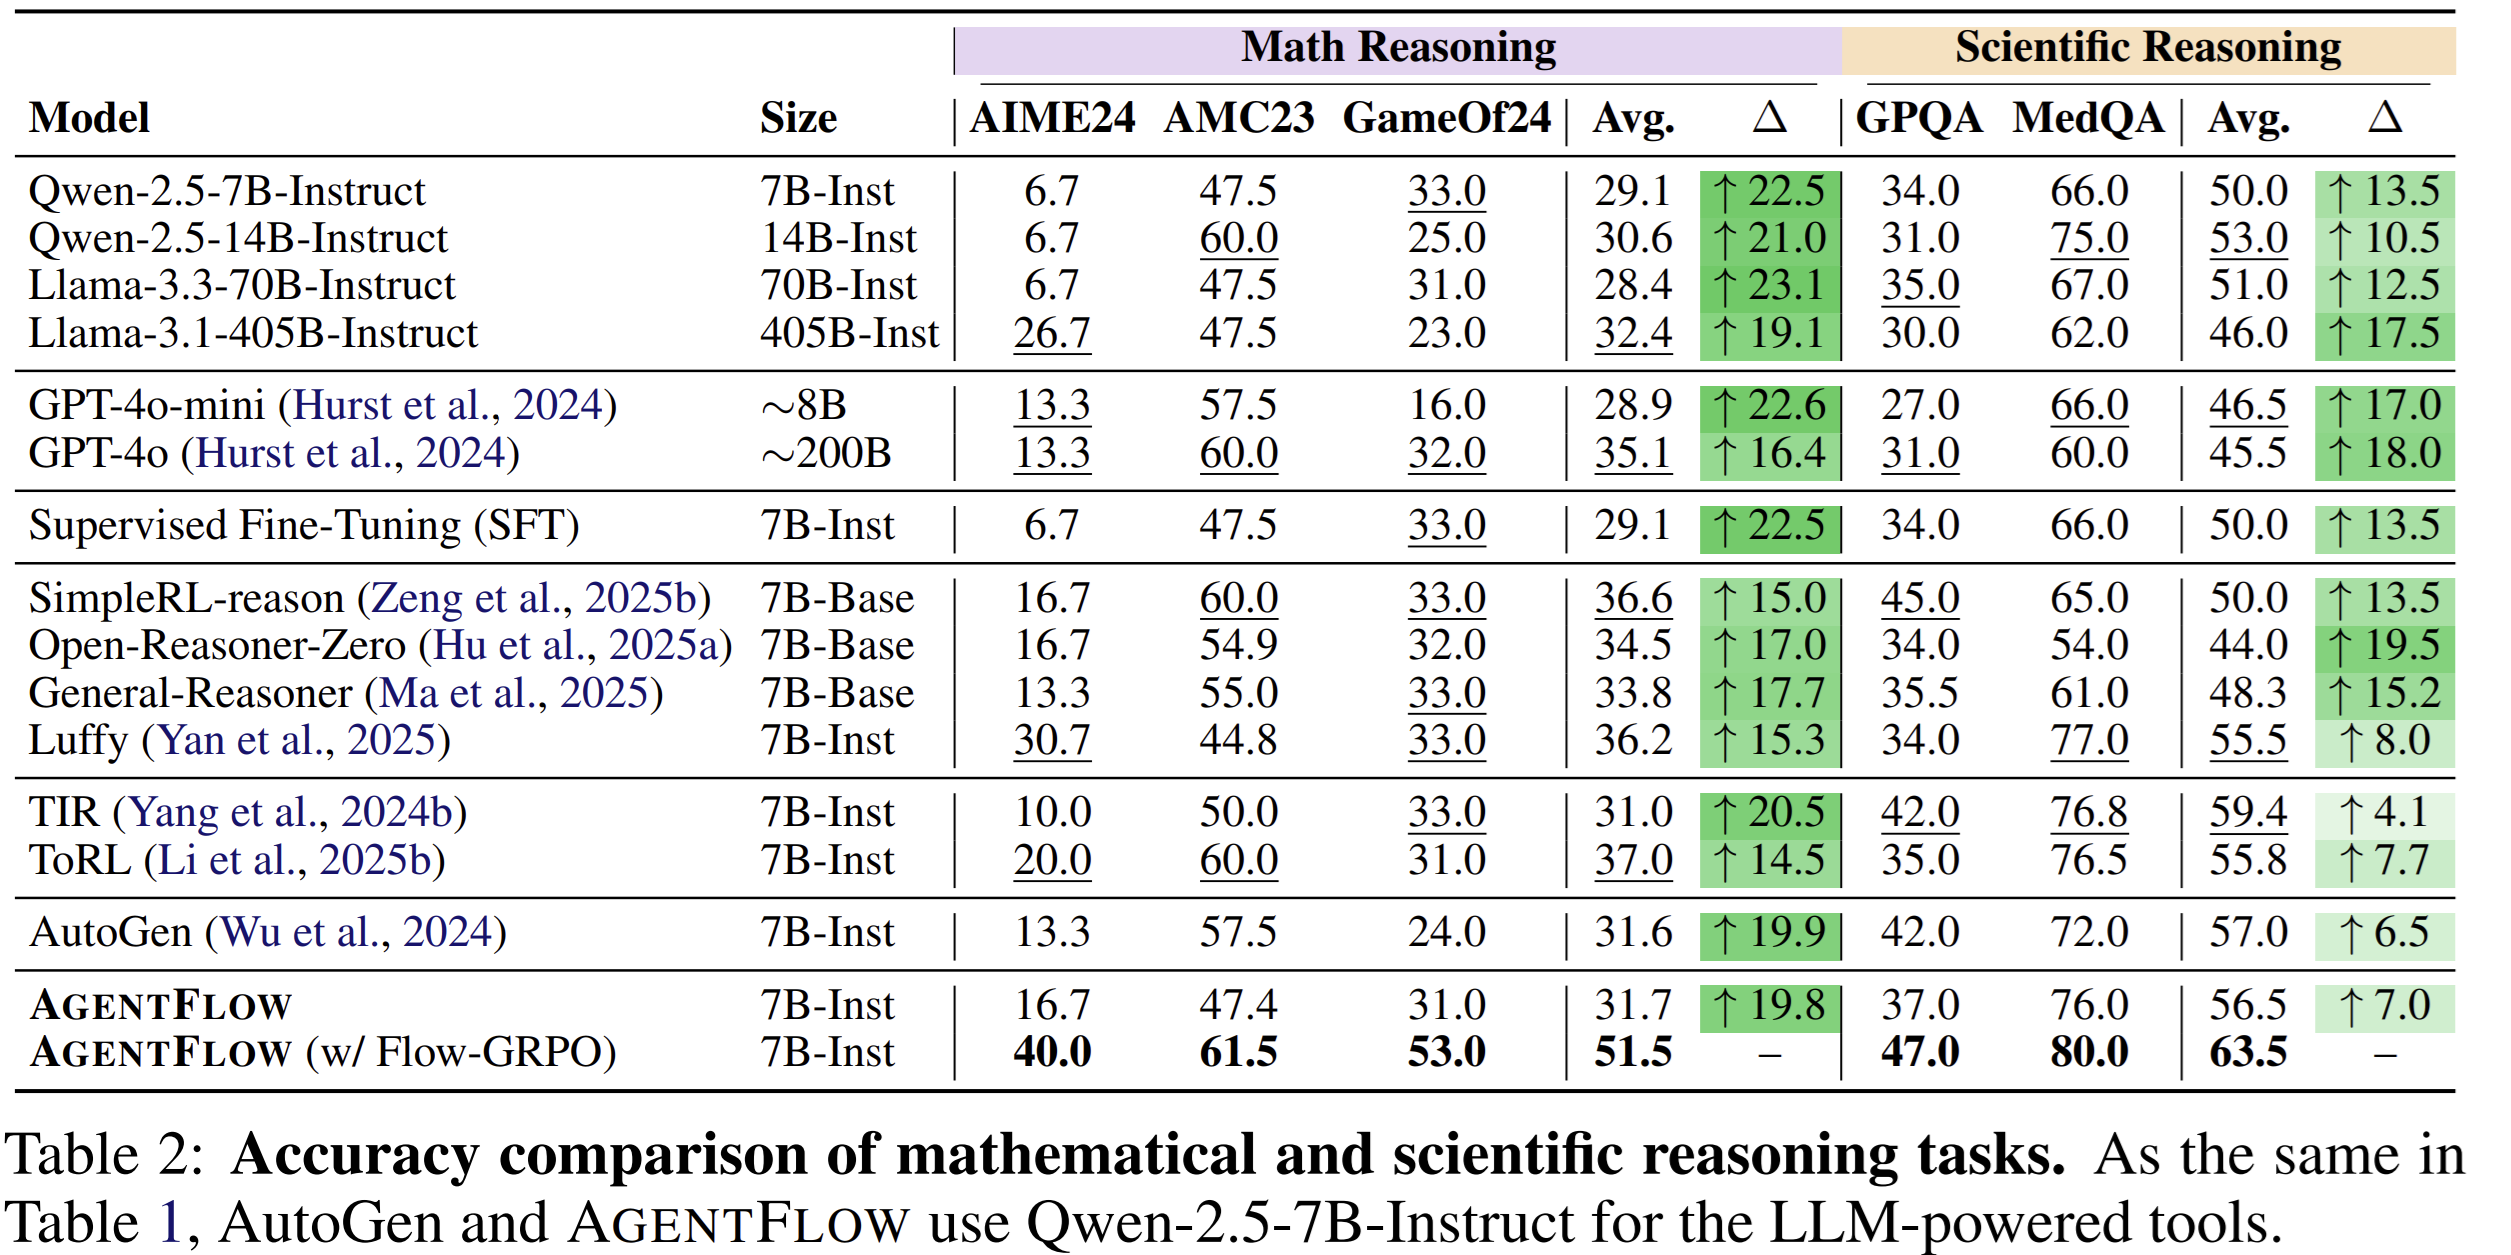 Math Reasoning Scientific Reasoning
Model Size AIME24 AMC23 GameOf24 Avg. Δ GPQA MedQA Avg. Δ
Qwen-2.5-7B-Instruct 7B-Inst 6.7 47.5 33.0 29.1 ↑ 22.5 34.0 66.0 50.0 ↑ 13.5
Qwen-2.5-14B-Instruct 14B-Inst 6.7 60.0 25.0 30.6 ↑ 21.0 31.0 75.0 53.0 ↑ 10.5
Llama-3.3-70B-Instruct 70B-Inst 6.7 47.5 31.0 28.4 ↑ 23.1 35.0 67.0 51.0 ↑ 12.5
Llama-3.1-405B-Instruct 405B-Inst 26.7 47.5 23.0 32.4 ↑ 19.1 30.0 62.0 46.0 ↑ 17.5
GPT-4o-mini (Hurst et al., 2024) ~8B 13.3 57.5 16.0 28.9 ↑ 22.6 27.0 66.0 46.5 ↑ 17.0
GPT-4o (Hurst et al., 2024) ~200B 13.3 60.0 32.0 35.1 ↑ 16.4 31.0 60.0 45.5 ↑ 18.0
Supervised Fine-Tuning (SFT) 7B-Inst 6.7 47.5 33.0 29.1 ↑ 22.5 34.0 66.0 50.0 ↑ 13.5
SimpleRL-reason (Zeng et al., 2025b) 7B-Base 16.7 60.0 33.0 36.6 ↑ 15.0 45.0 65.0 50.0 ↑ 13.5
Open-Reasoner-Zero (Hu et al., 2025a) 7B-Base 16.7 54.9 32.0 34.5 ↑ 17.0 34.0 54.0 44.0 ↑ 19.5
General-Reasoner (Ma et al., 2025) 7B-Base 13.3 55.0 33.0 33.8 ↑ 17.7 35.5 61.0 48.3 ↑ 15.2
Luffy (Yan et al., 2025) 7B-Inst 30.7 44.8 33.0 36.2 ↑ 15.3 34.0 77.0 55.5 ↑ 8.0
TIR (Yang et al., 2024b) 7B-Inst 10.0 50.0 33.0 31.0 ↑ 20.5 42.0 76.8 59.4 ↑ 4.1
ToRL (Li et al., 2025b) 7B-Inst 20.0 60.0 31.0 37.0 ↑ 14.5 35.0 76.5 55.8 ↑ 7.7
AutoGen (Wu et al., 2024) 7B-Inst 13.3 57.5 24.0 31.6 ↑ 19.9 42.0 72.0 57.0 ↑ 6.5
AGENTFLOW 7B-Inst 16.7 47.4 31.0 31.7 ↑ 19.8 37.0 76.0 56.5 ↑ 7.0
AGENTFLOW (w/ Flow-GRPO) 7B-Inst 40.0 61.5 53.0 51.5 – 47.0 80.0 63.5 –
Table 2: Accuracy comparison of mathematical and scientific reasoning tasks. As the same in
Table 1, AutoGen and AGENTFLOW use Qwen-2.5-7B-Instruct for the LLM-powered tools.